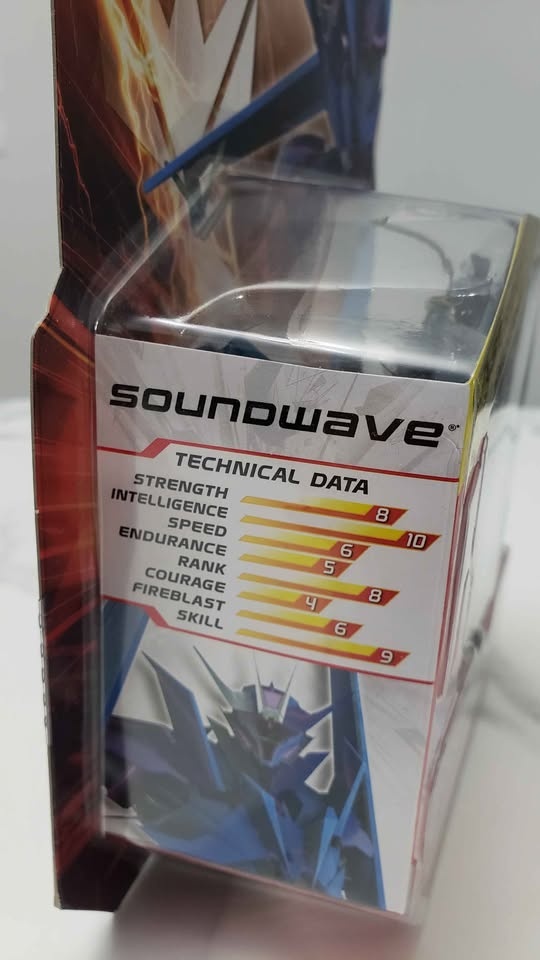 SOUNDWAVE®*
TECHNICAL DATA
STRENGTH 8
INTELLIGENCE 10
SPEED 6
ENDURANCE 5
RANK 8
COURAGE 4
FIREBLAST 6
SKILL 9